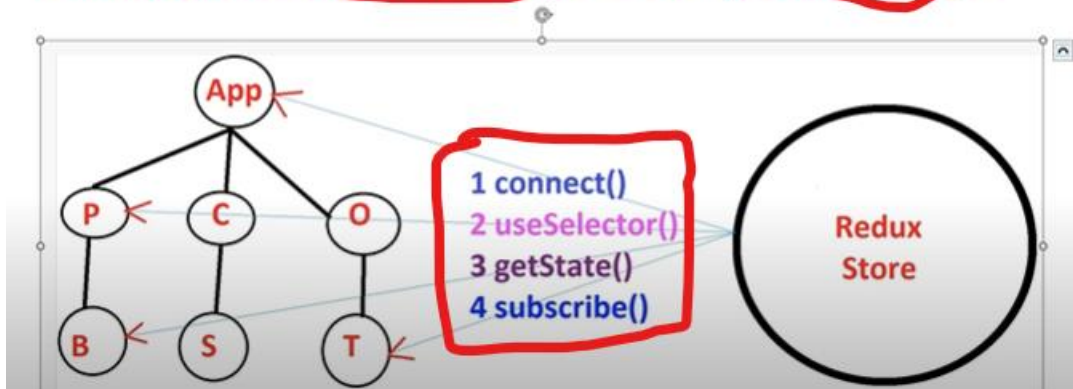 App
P
C
O
B
S
T
1 connect()
2 useSelector()
3 getState()
4 subscribe()
Redux
Store